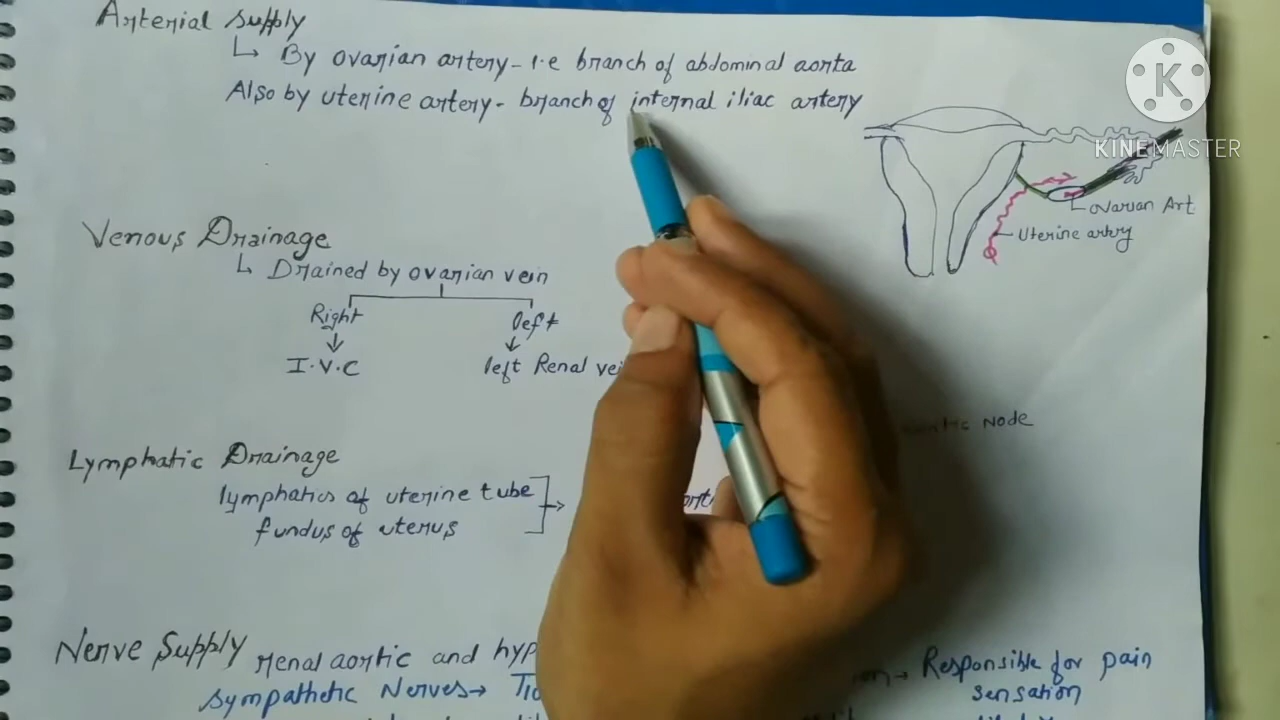 Arterial Supply
↳ By ovarian artery - i.e branch of abdominal aorta
Also by uterine artery - branch of internal iliac artery
K
KINEMASTER
ovarian Art
Uterine artery
Venous Drainage
↳ Drained by ovarian vein
Right left
I.V.C left Renal
Node
Lymphatic Drainage
lymphatics of uterine tube
fundus of uterus
Nerve Supply renal aortic and Responsible for pain
sympathetic Nerves → sensation